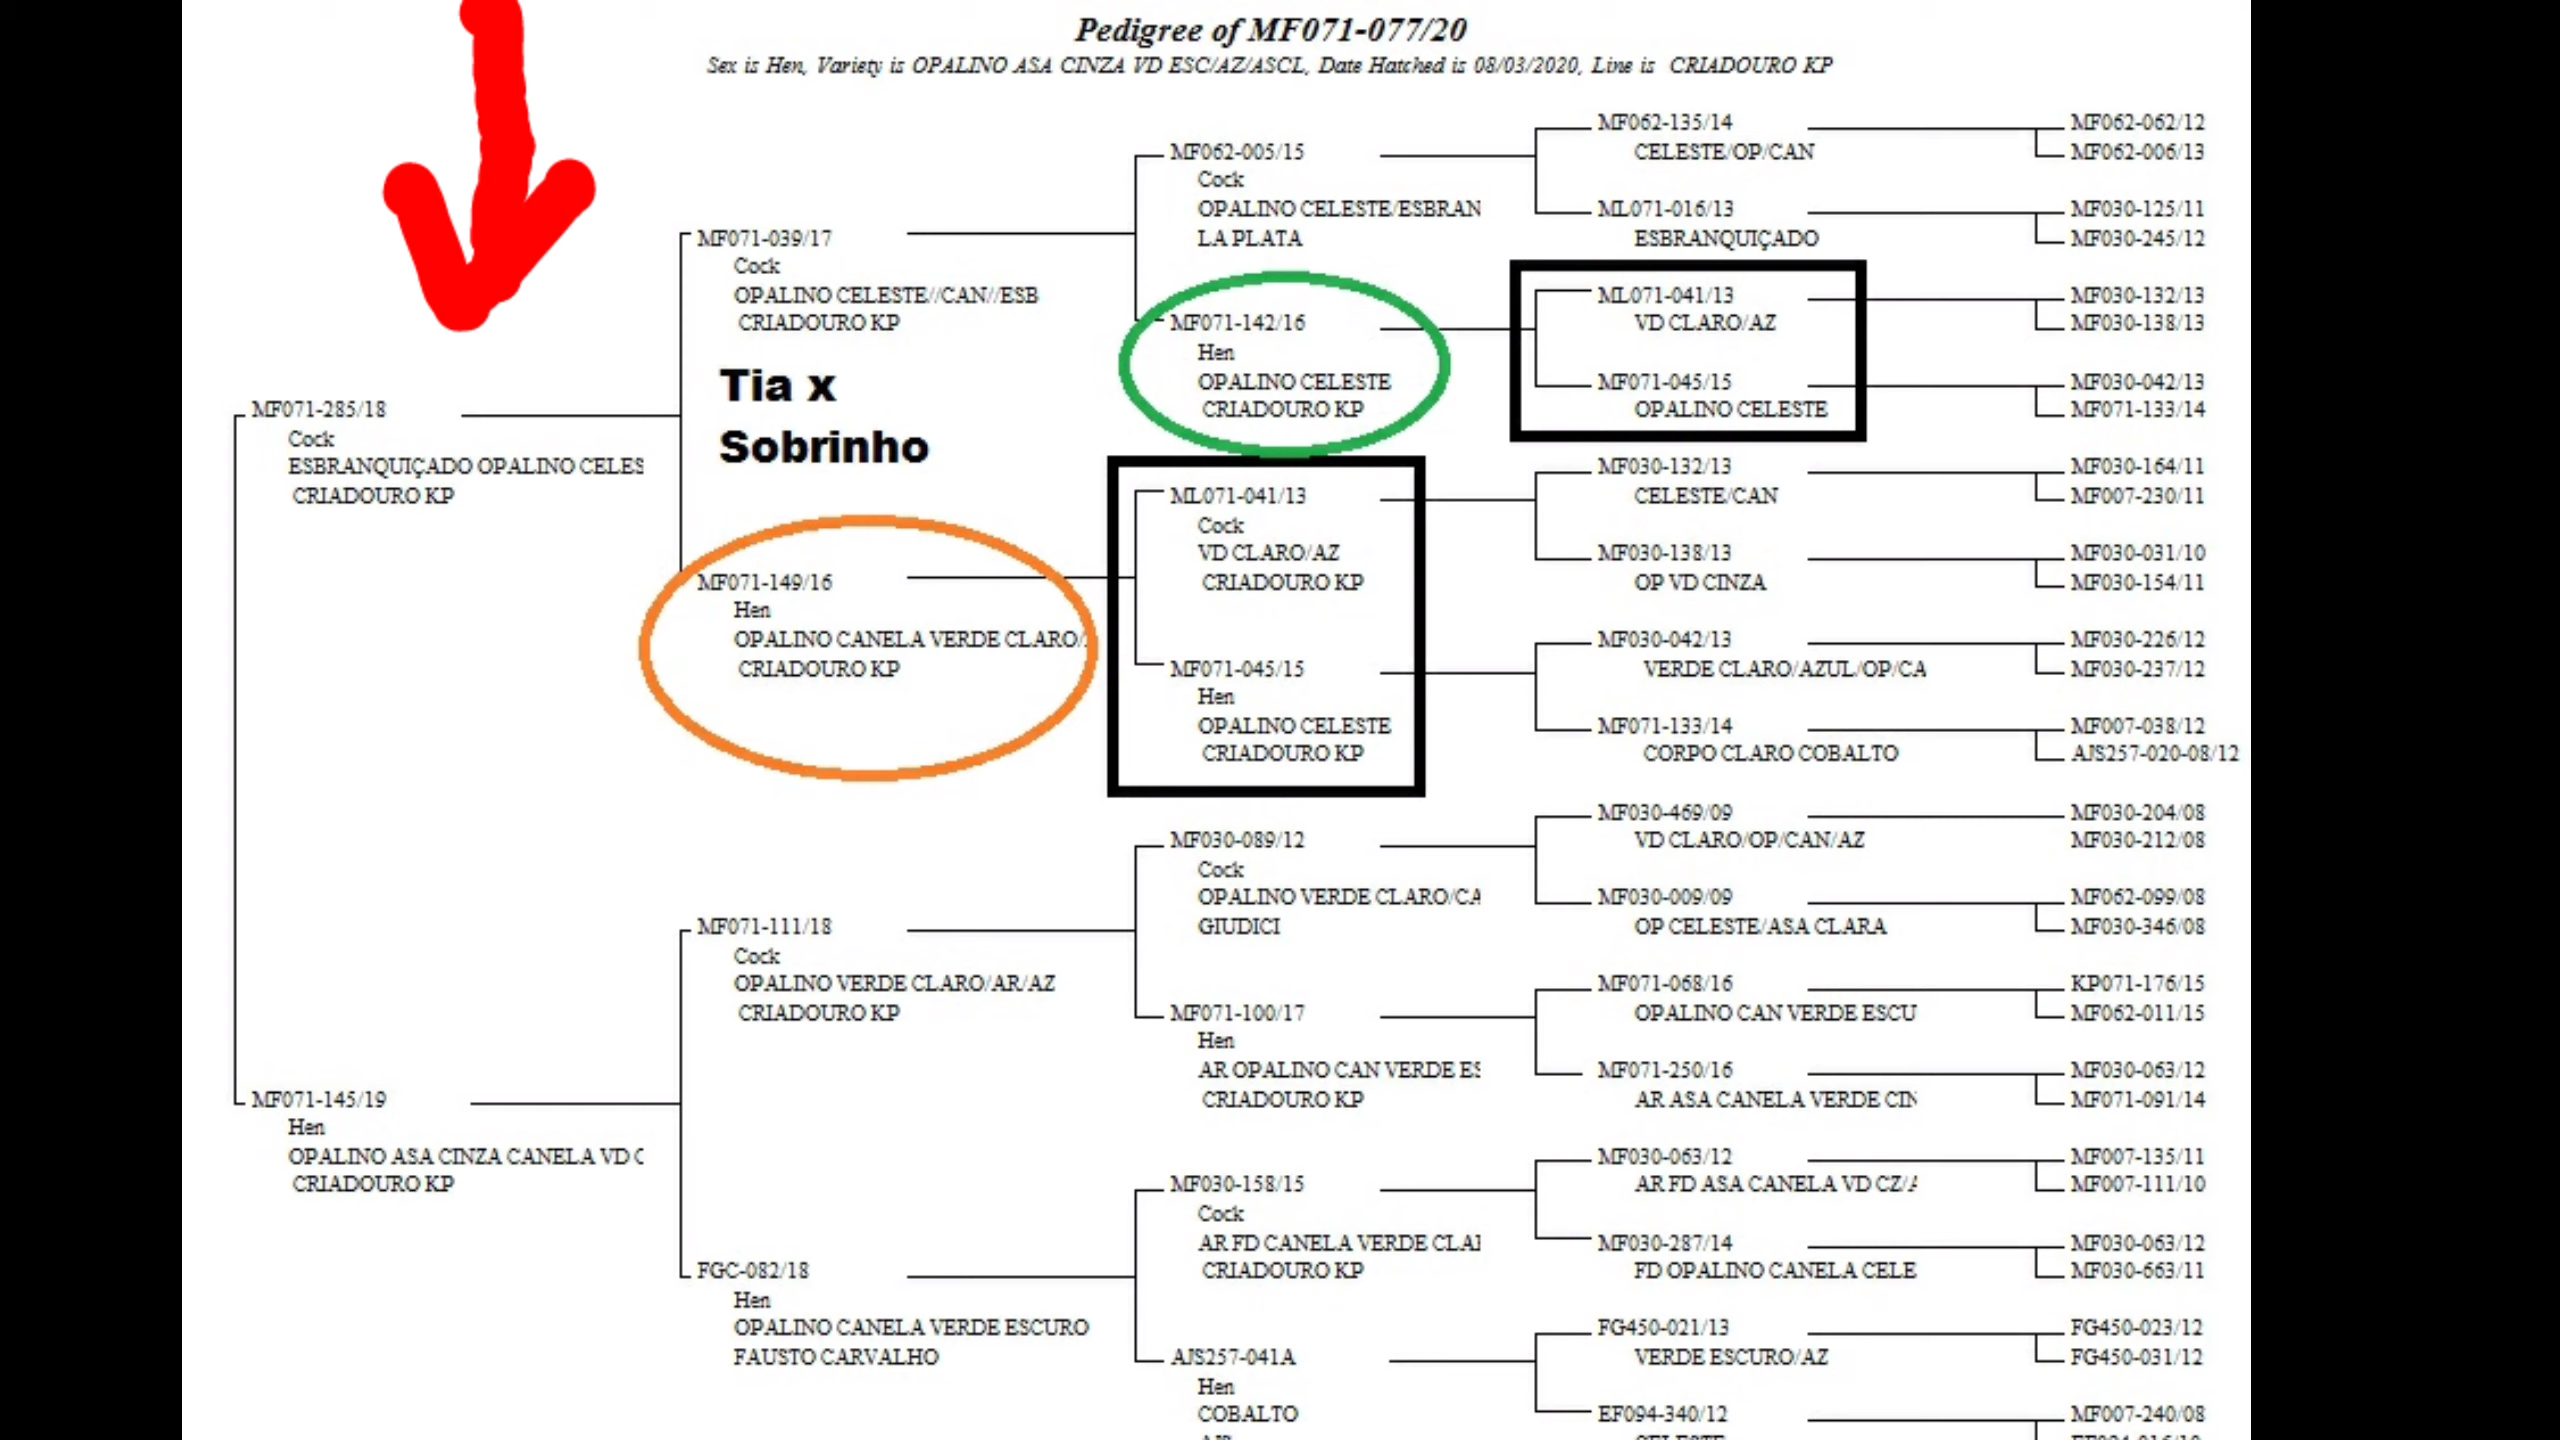 Pedigree of MF071-077/20
Sex is Hen, Variety is OPALINO ASA CINZA VD ESC/AZ/ASCL, Date Hatched is 08/03/2020, Line is CRIADOURO KP
MF071-285/18
Cock
ESBRANQUIÇADO OPALINO CELES
CRIADOURO KP
MF071-145/19
Hen
OPALINO ASA CINZA CANELA VD C
CRIADOURO KP
MF071-039/17
Cock
OPALINO CELESTE//CAN//ESB
CRIADOURO KP
Tia x
Sobrinho
MF071-149/16
Hen
OPALINO CANELA VERDE CLARO/
CRIADOURO KP
MF071-111/18
Cock
OPALINO VERDE CLARO/AR/AZ
CRIADOURO KP
FGC-082/18
Hen
OPALINO CANELA VERDE ESCURO
FAUSTO CARVALHO
MF062-005/15
Cock
OPALINO CELESTE/ESBRAN
LA PLATA
MF071-142/16
Hen
OPALINO CELESTE
CRIADOURO KP
ML071-041/13
Cock
VD CLARO/AZ
CRIADOURO KP
MF071-045/15
Hen
OPALINO CELESTE
CRIADOURO KP
MF030-089/12
Cock
OPALINO VERDE CLARO/CA
GIUDICI
MF071-100/17
Hen
AR OPALINO CAN VERDE ES
CRIADOURO KP
MF030-158/15
Cock
AR FD CANELA VERDE CLAI
CRIADOURO KP
AJS257-041A
Hen
COBALTO
MF062-135/14
CELESTE/OP/CAN
ML071-016/13
ESBRANQUIÇADO
ML071-041/13
VD CLARO/AZ
MF071-045/15
OPALINO CELESTE
MF030-132/13
CELESTE/CAN
MF030-138/13
OP VD CINZA
MF030-042/13
VERDE CLARO/AZUL/OP/CA
MF071-133/14
CORPO CLARO COBALTO
MF030-469/09
VD CLARO/OP/CAN/AZ
MF030-009/09
OP CELESTE/ASA CLARA
MF071-068/16
OPALINO CAN VERDE ESCU
MF071-250/16
AR ASA CANELA VERDE CIN
MF030-063/12
AR FD ASA CANELA VD CZ/A
MF030-287/14
FD OPALINO CANELA CELE
FG450-021/13
VERDE ESCURO/AZ
EF094-340/12
MF062-062/12
MF062-006/13
MF030-125/11
MF030-245/12
MF030-132/13
MF030-138/13
MF030-042/13
MF071-133/14
MF030-164/11
MF007-230/11
MF030-031/10
MF030-154/11
MF030-226/12
MF030-237/12
MF007-038/12
AJS257-020-08/12
MF030-204/08
MF030-212/08
MF062-099/08
MF030-346/08
KP071-176/15
MF062-011/15
MF030-063/12
MF071-091/14
MF007-135/11
MF007-111/10
MF030-063/12
MF030-663/11
FG450-023/12
FG450-031/12
MF007-240/08